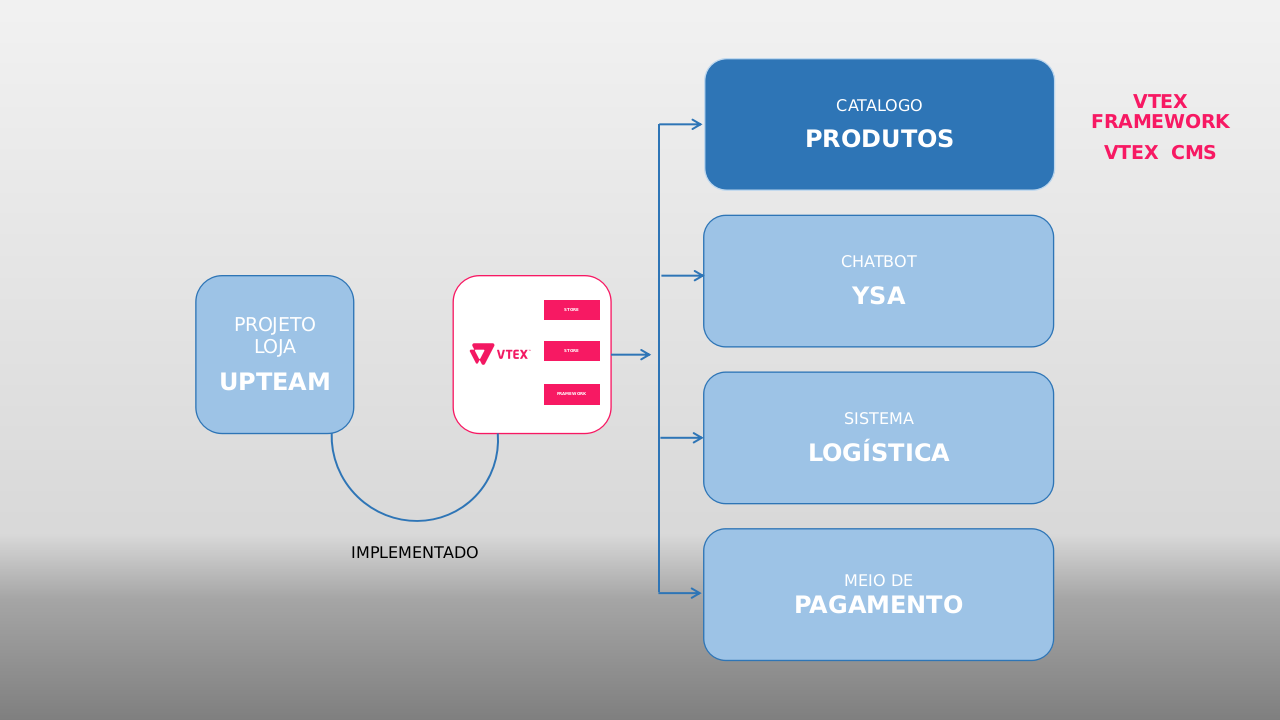 PROJETO
LOJA
UPTEAM
VTEX
STORE
STORE
FRAMEWORK
IMPLEMENTADO
CATALOGO
PRODUTOS
VTEX
FRAMEWORK
VTEX  CMS
CHATBOT
YSA
SISTEMA
LOGÍSTICA
MEIO DE
PAGAMENTO